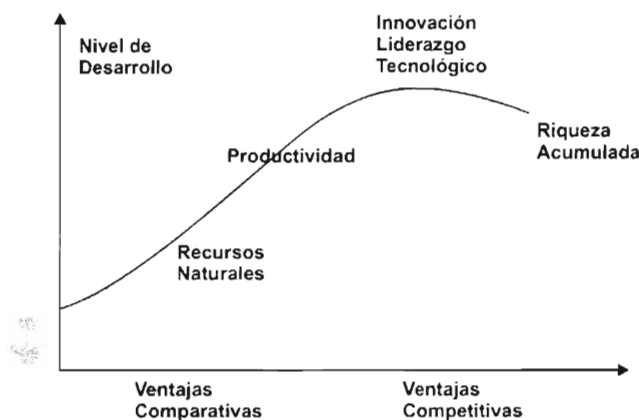 Nivel de
Desarrollo
Innovación
Liderazgo
Tecnológico
Riqueza
Acumulada
Productividad
Recursos
Naturales
Ventajas
Comparativas
Ventajas
Competitivas